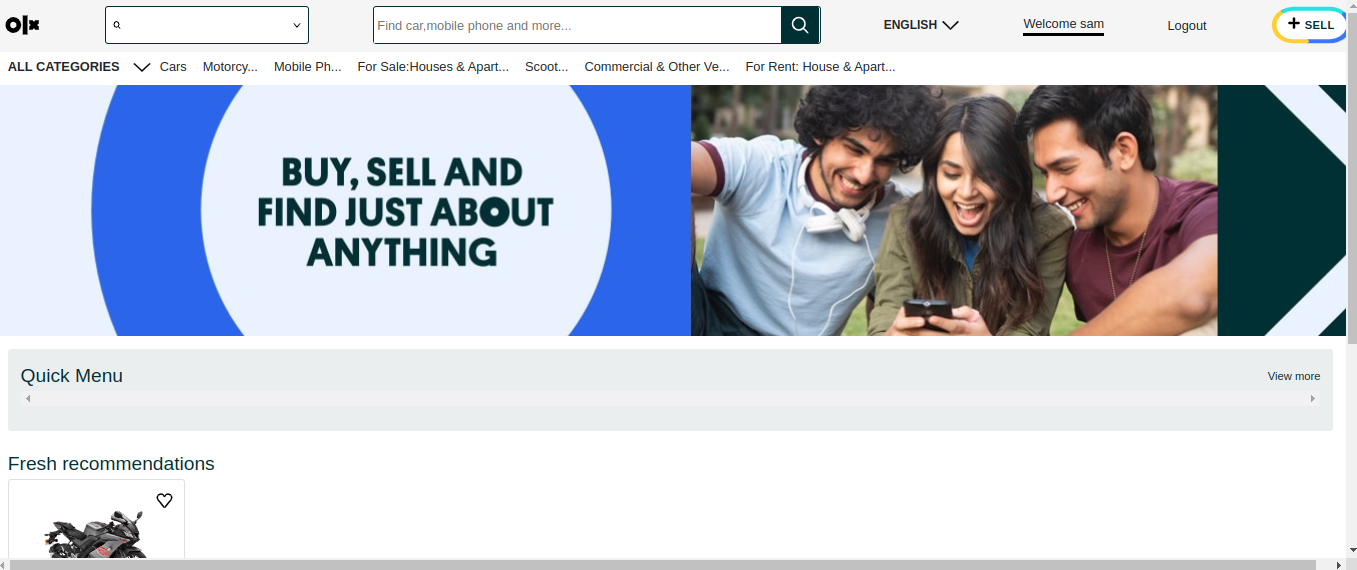 olx
Find car,mobile phone and more...
ENGLISH
Welcome sam
Logout
+ SELL
ALL CATEGORIES
Cars
Motorcy...
Mobile Ph...
For Sale:Houses & Apart...
Scoot...
Commercial & Other Ve...
For Rent: House & Apart...
BUY, SELL AND
FIND JUST ABOUT
ANYTHING
Quick Menu
View more
Fresh recommendations